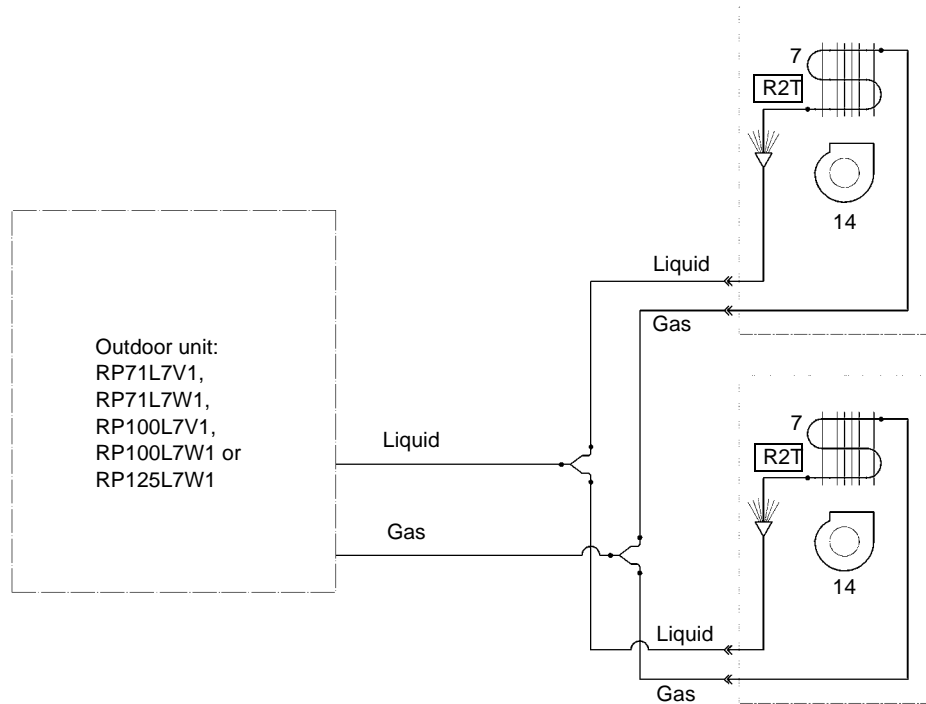 7
R2T
14
Liquid
Gas
Outdoor unit:
RP71L7V1,
RP71L7W1,
RP100L7V1,
RP100L7W1 or
RP125L7W1
Liquid
Gas
7
R2T
14
Liquid
Gas